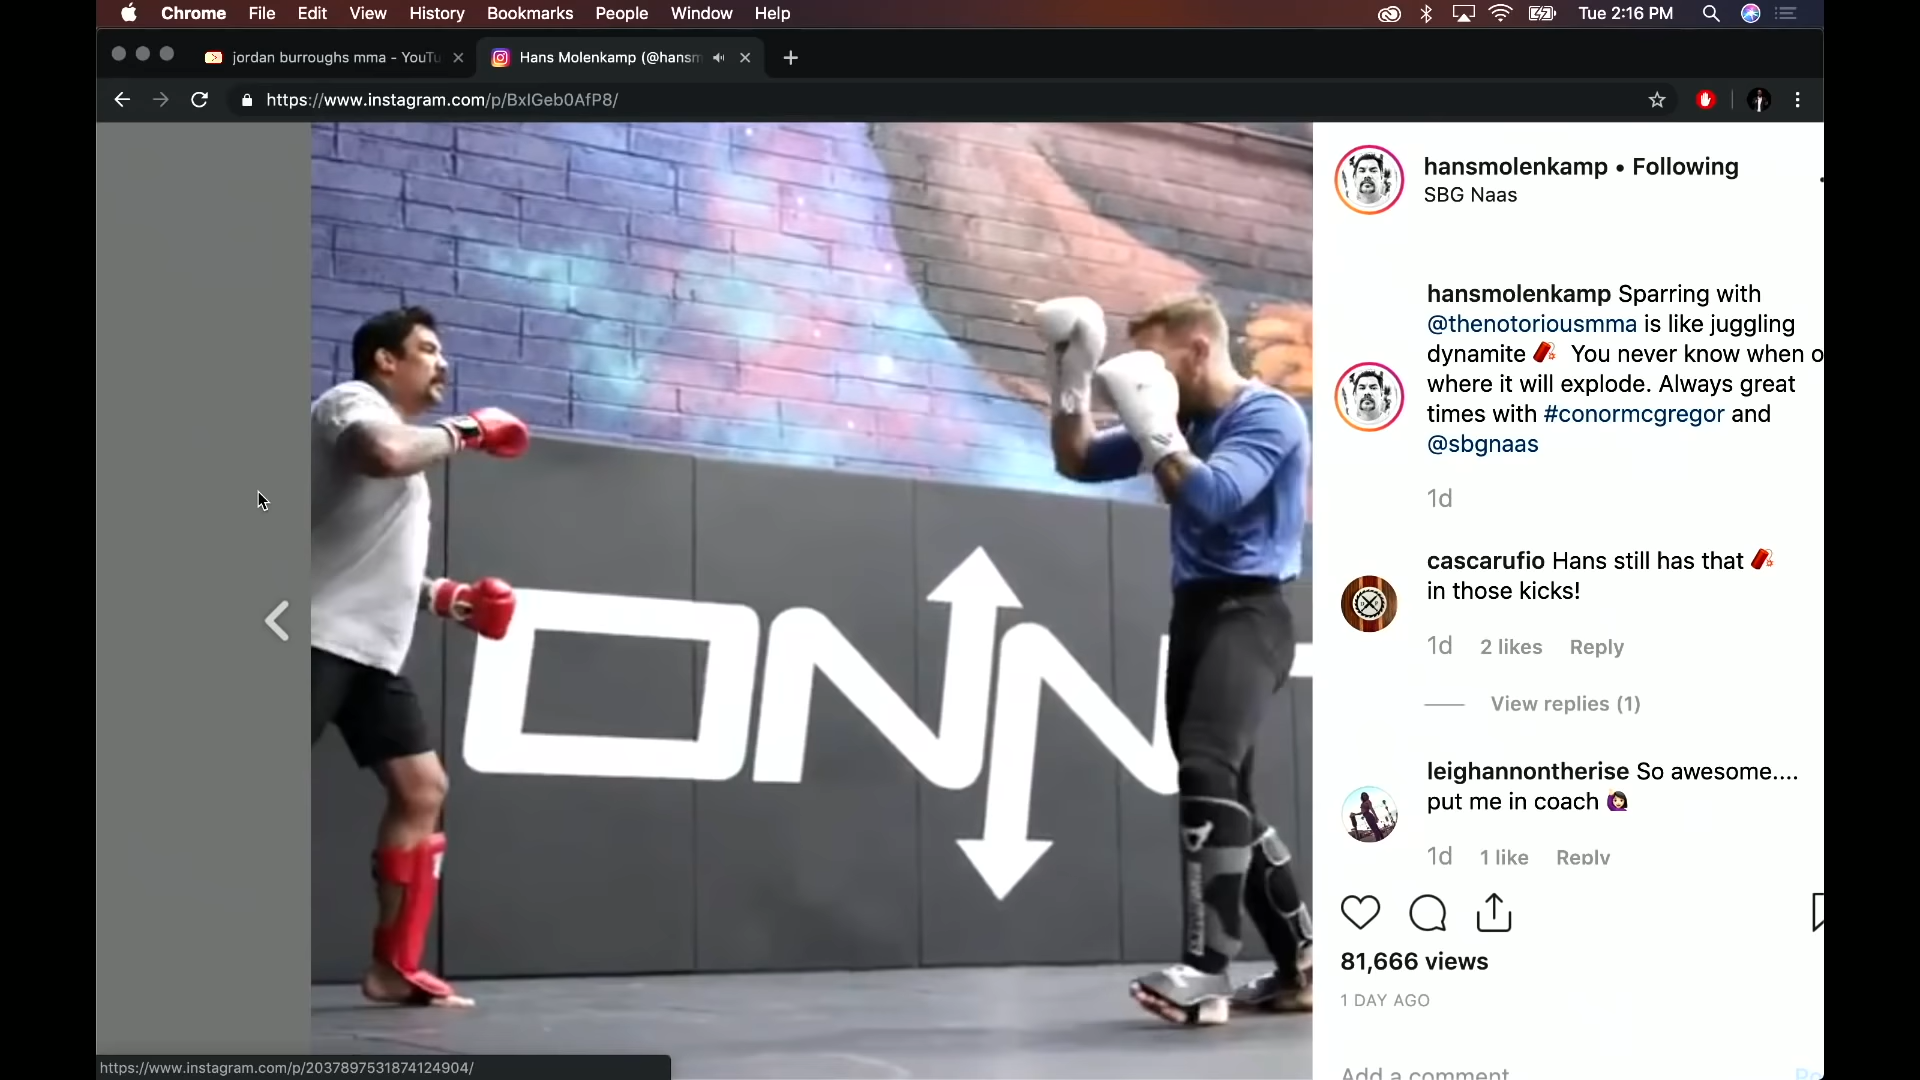 Chrome File Edit View History Bookmarks People Window Help Tue 2:16 PM
jordan burroughs mma - YouTu
Hans Molenkamp (@hansm
https://www.instagram.com/p/BxIGeb0AfP8/
hansmolenkamp • Following
SBG Naas
hansmolenkamp Sparring with
@thenotoriousmma is like juggling
dynamite 🧨 You never know when o
where it will explode. Always great
times with #conormcgregor and
@sbgnaas
1d
cascarufio Hans still has that 🧨
in those kicks!
1d 2 likes Reply
View replies (1)
leighannontherise So awesome....
put me in coach 🙋🏻‍♀️
1d 1 like Reply
81,666 views
1 DAY AGO
Add a comment
Po
https://www.instagram.com/p/2037897531874124904/